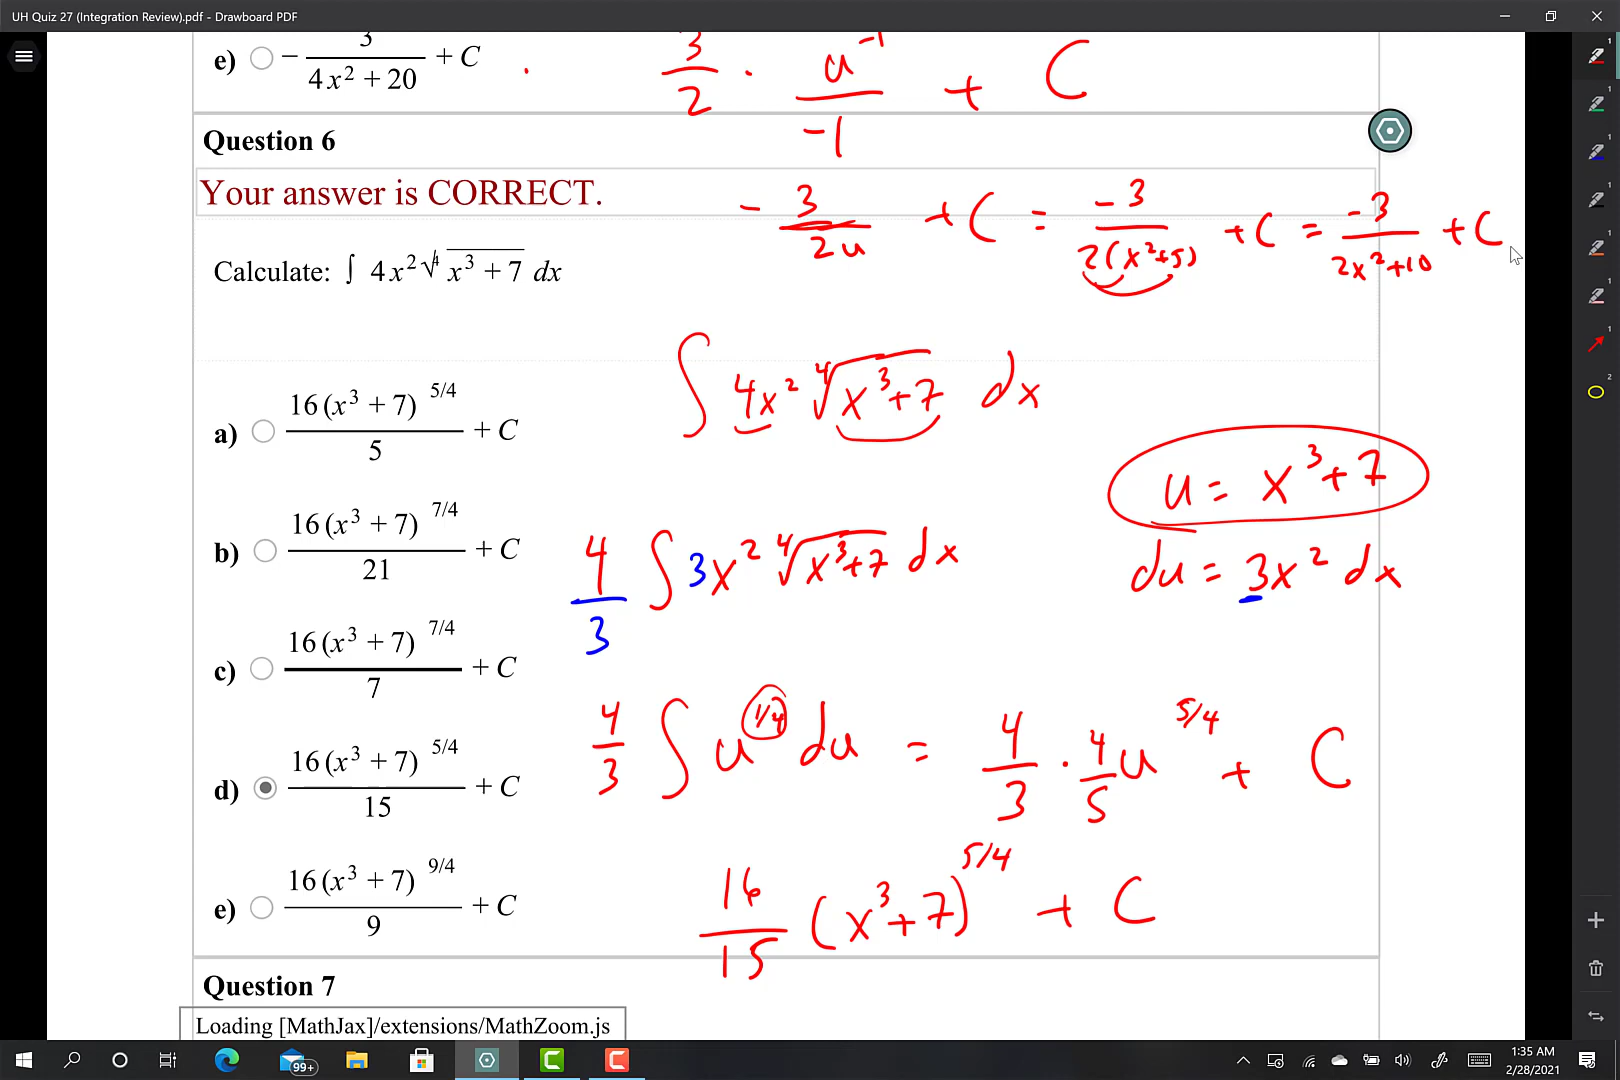 UH Quiz 27 (Integration Review).pdf - Drawboard PDF
e) − 3/(4x² + 20) + C
3/2 · u⁻¹/−1 + C
Question 6
Your answer is CORRECT.
− 3/2u + C = −3/2(x²+5) + C = −3/2x²+10 + C
Calculate: ∫ 4x² ∜(x³ + 7) dx
∫ 4x² ∜(x³+7) dx
a) 16(x³ + 7)^5/4 / 5 + C
u = x³+7
b) 16(x³ + 7)^7/4 / 21 + C
4/3 ∫ 3x² ∜(x³+7) dx
du = 3x² dx
c) 16(x³ + 7)^7/4 / 7 + C
4/3 ∫ u^1/4 du = 4/3 · 4/5 u^5/4 + C
d) 16(x³ + 7)^5/4 / 15 + C
e) 16(x³ + 7)^9/4 / 9 + C
16/15 (x³+7)^5/4 + C
Question 7
Loading [MathJax]/extensions/MathZoom.js
99+
1:35 AM
2/28/2021